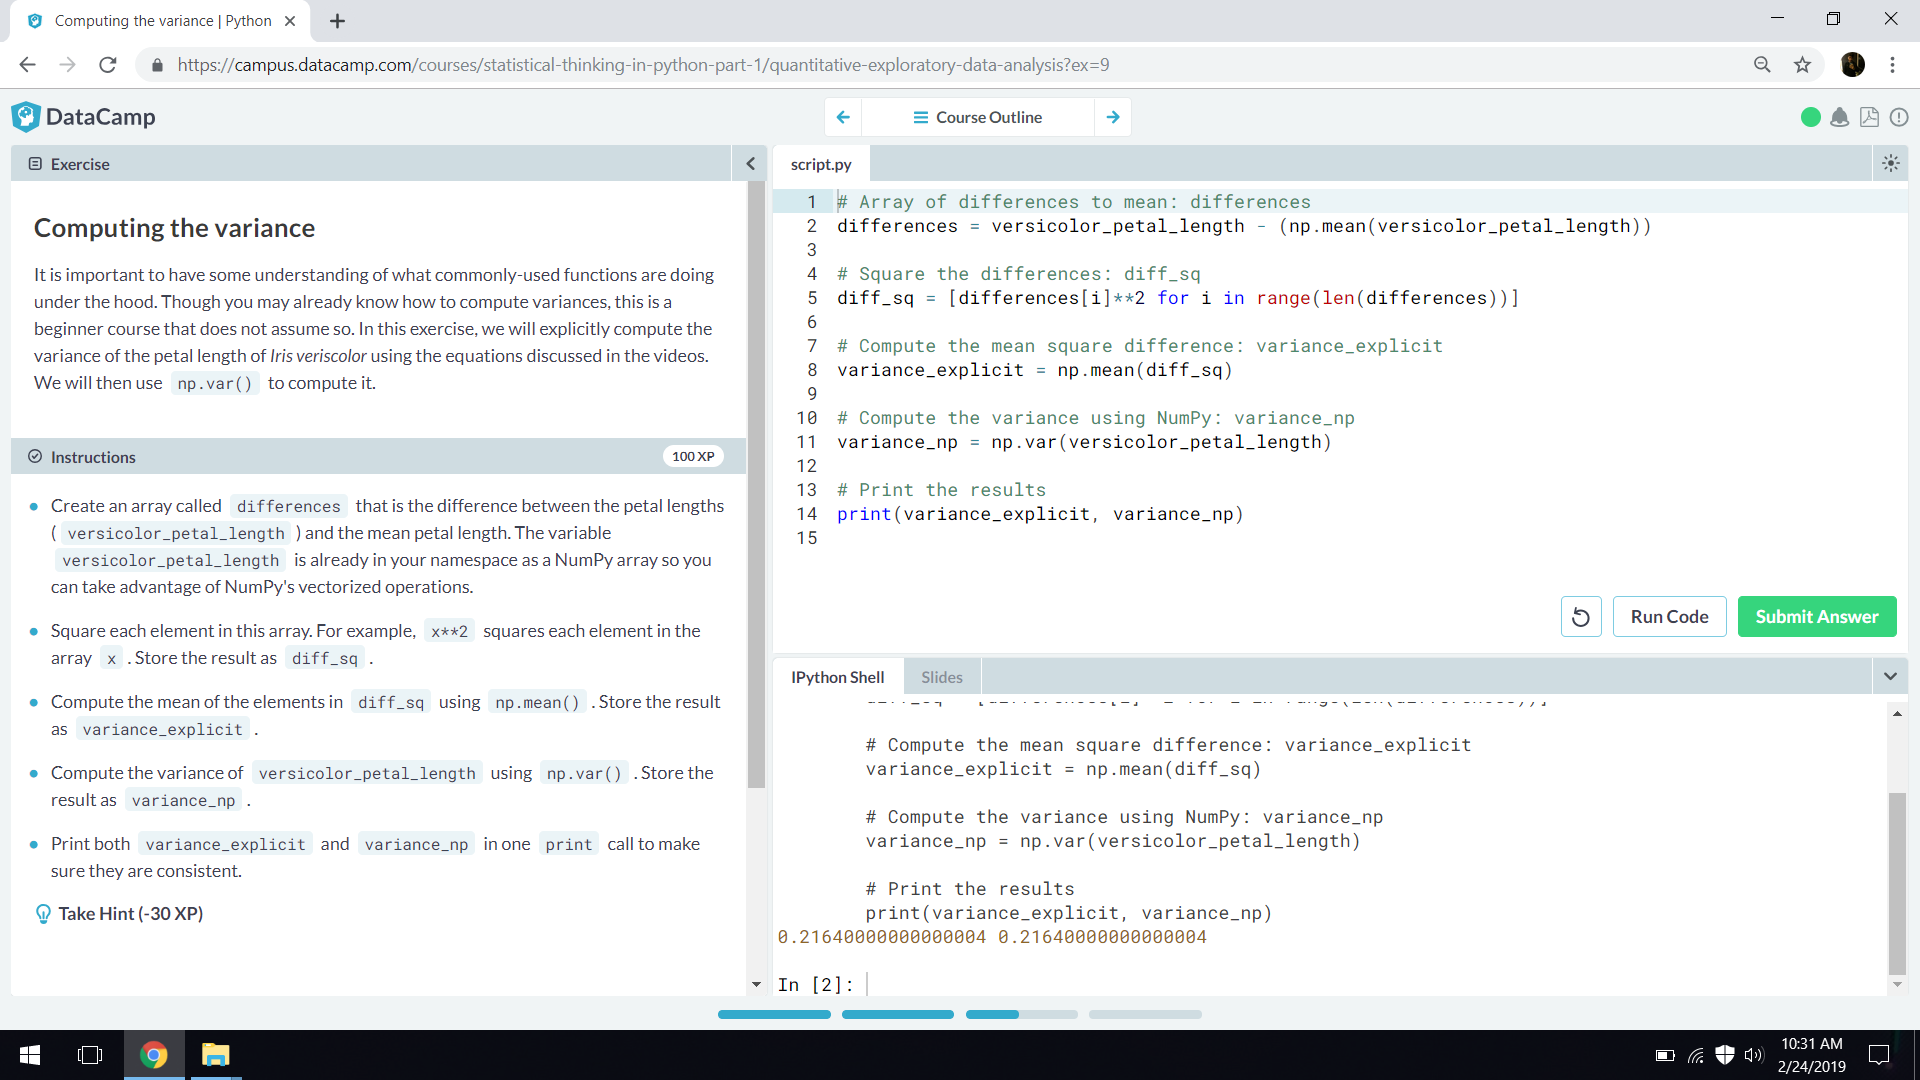 Computing the variance | Python
https://campus.datacamp.com/courses/statistical-thinking-in-python-part-1/quantitative-exploratory-data-analysis?ex=9
DataCamp
Course Outline
Exercise
Computing the variance
It is important to have some understanding of what commonly-used functions are doing
under the hood. Though you may already know how to compute variances, this is a
beginner course that does not assume so. In this exercise, we will explicitly compute the
variance of the petal length of Iris veriscolor using the equations discussed in the videos.
We will then use np.var() to compute it.
Instructions
100 XP
Create an array called differences that is the difference between the petal lengths
( versicolor_petal_length ) and the mean petal length. The variable
versicolor_petal_length is already in your namespace as a NumPy array so you
can take advantage of NumPy's vectorized operations.
Square each element in this array. For example, x**2 squares each element in the
array x . Store the result as diff_sq .
Compute the mean of the elements in diff_sq using np.mean() . Store the result
as variance_explicit .
Compute the variance of versicolor_petal_length using np.var() . Store the
result as variance_np .
Print both variance_explicit and variance_np in one print call to make
sure they are consistent.
Take Hint (-30 XP)
script.py
1 # Array of differences to mean: differences
2 differences = versicolor_petal_length - (np.mean(versicolor_petal_length))
3
4 # Square the differences: diff_sq
5 diff_sq = [differences[i]**2 for i in range(len(differences))]
6
7 # Compute the mean square difference: variance_explicit
8 variance_explicit = np.mean(diff_sq)
9
10 # Compute the variance using NumPy: variance_np
11 variance_np = np.var(versicolor_petal_length)
12
13 # Print the results
14 print(variance_explicit, variance_np)
15
Run Code
Submit Answer
IPython Shell
Slides
# Compute the mean square difference: variance_explicit
variance_explicit = np.mean(diff_sq)
# Compute the variance using NumPy: variance_np
variance_np = np.var(versicolor_petal_length)
# Print the results
print(variance_explicit, variance_np)
0.21640000000000004 0.21640000000000004
In [2]:
10:31 AM
2/24/2019